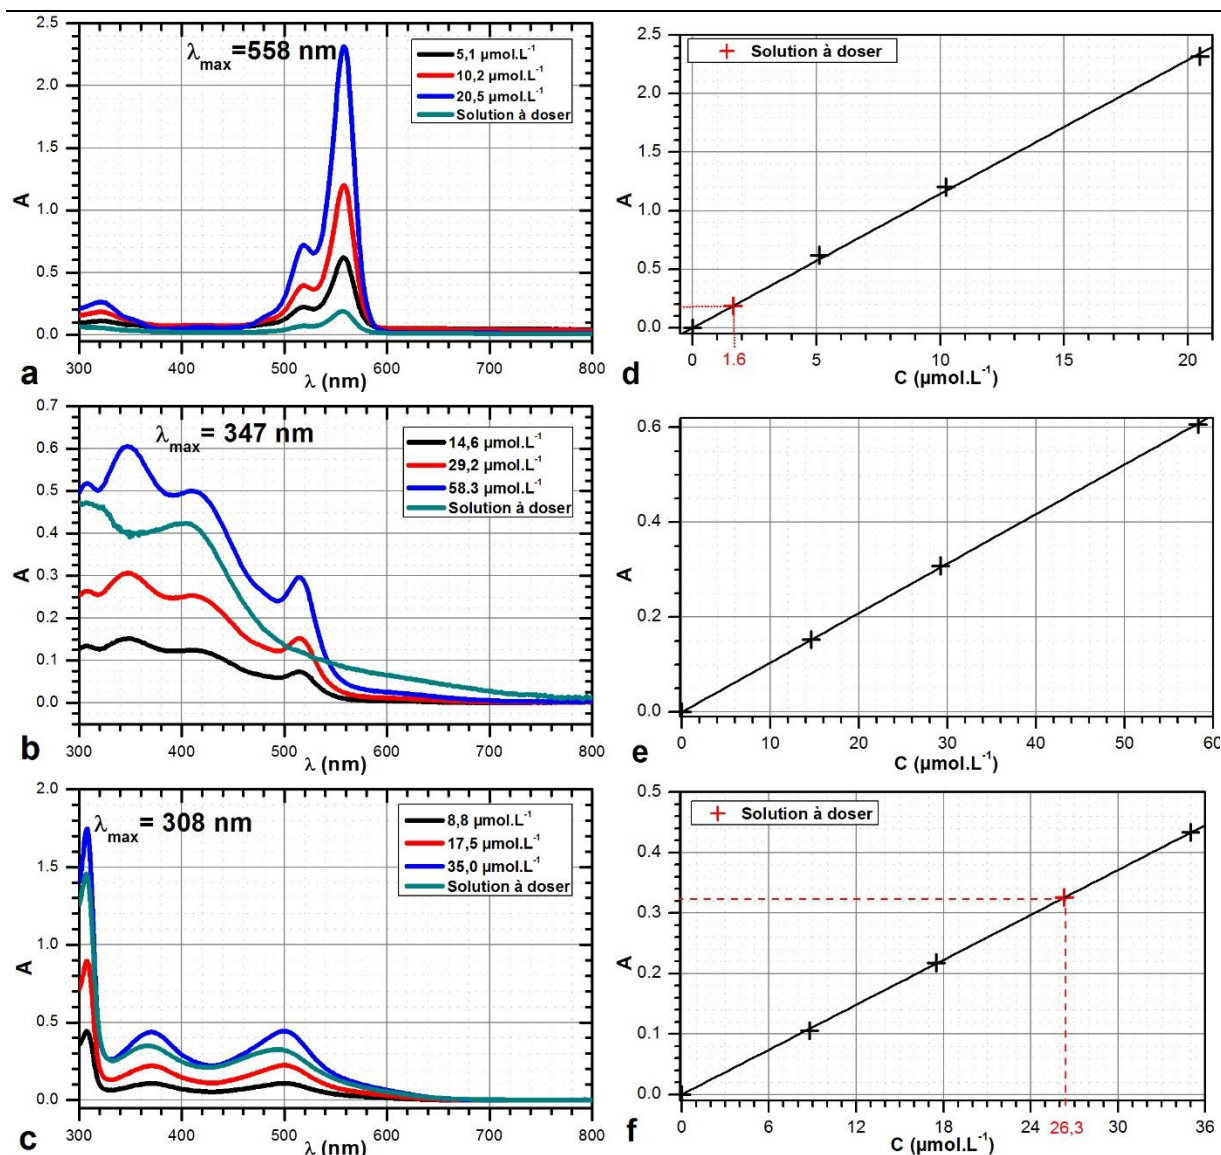 2.5
2.0
1.5
1.0
0.5
0.0
A
λmax=558 nm
5,1 µmol.L-1
10,2 µmol.L-1
20,5 µmol.L-1
Solution à doser
300 400 500 600 700 800
λ (nm)
a
2.5
2.0
1.5
1.0
0.5
0.0
A
Solution à doser
0 1.6 5 10 15 20
C (µmol.L-1)
d
0.7
0.6
0.5
0.4
0.3
0.2
0.1
0.0
A
λmax= 347 nm
14,6 µmol.L-1
29,2 µmol.L-1
58.3 µmol.L-1
Solution à doser
300 400 500 600 700 800
λ (nm)
b
0.6
0.4
0.2
0.0
A
0 10 20 30 40 50 60
C (µmol.L-1)
e
2.0
1.5
1.0
0.5
0.0
A
λmax = 308 nm
8,8 µmol.L-1
17,5 µmol.L-1
35,0 µmol.L-1
Solution à doser
300 400 500 600 700 800
λ (nm)
c
0.5
0.4
0.3
0.2
0.1
0.0
A
Solution à doser
0 6 12 18 24 26,3 30 36
C (µmol.L-1)
f